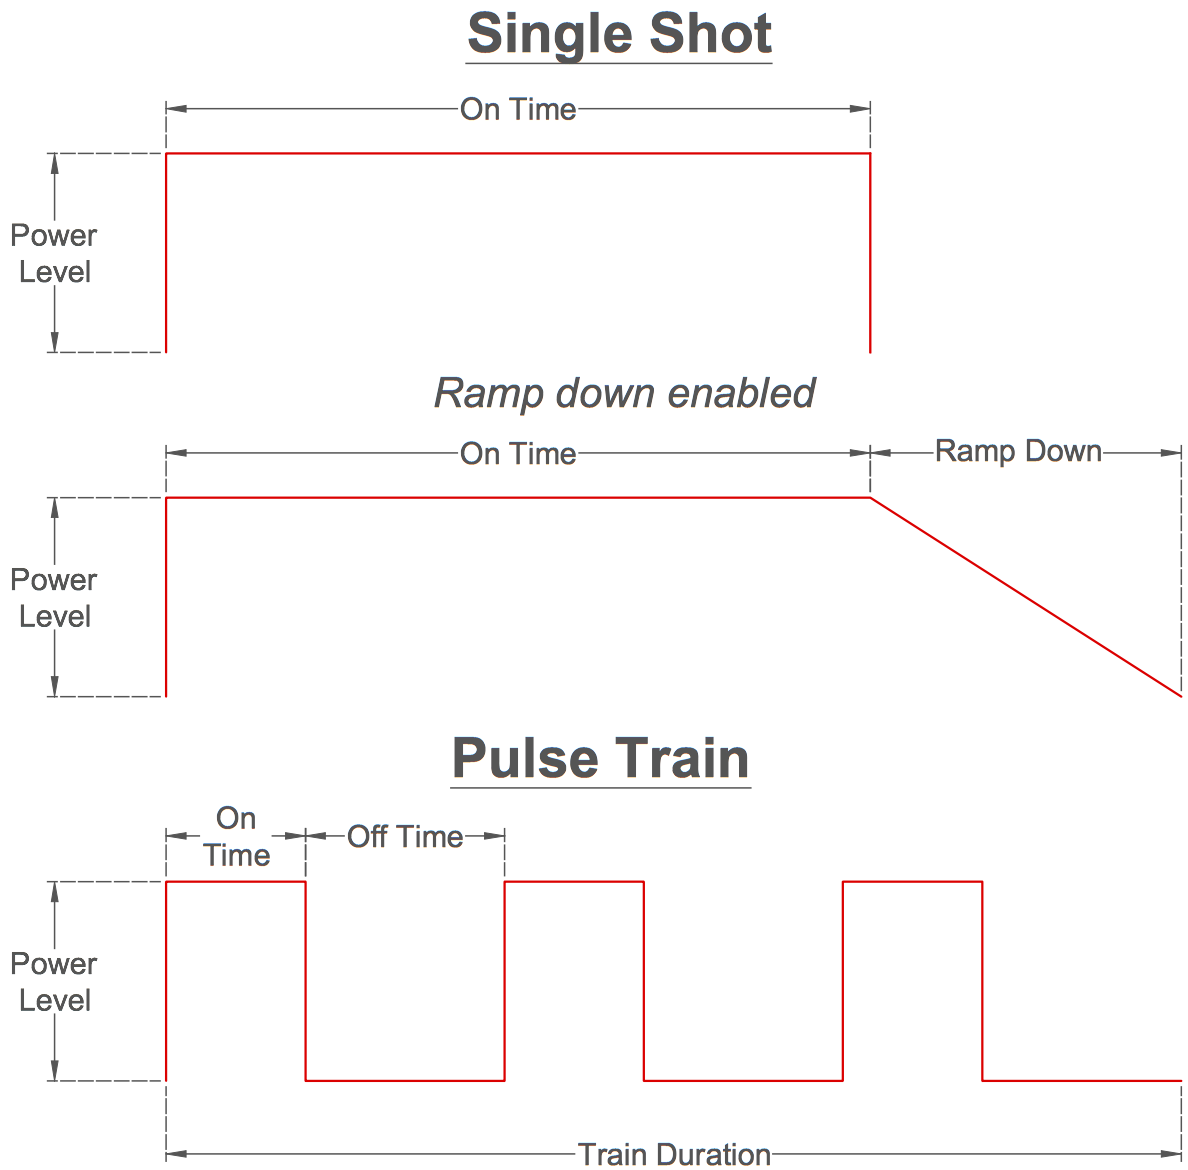 Single Shot
On Time
Power
Level
Ramp down enabled
On Time
Ramp Down
Power
Level
Pulse Train
On
Time
Off Time
Power
Level
Train Duration